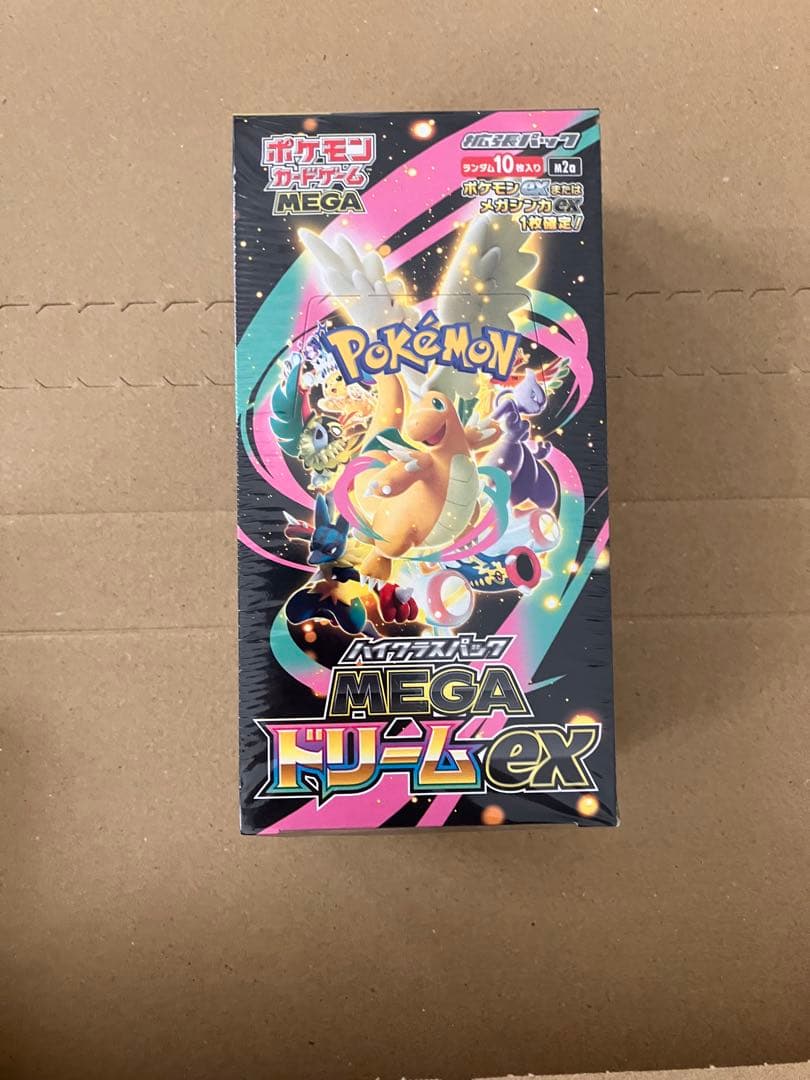 ポケモン
カードゲーム
MEGA
拡張パック
ランダム10枚入り M2a
ポケモンexまたは
メガシンカex
1枚確定!
POKéMON
TM
ハイクラスパック
MEGA
ドリームex